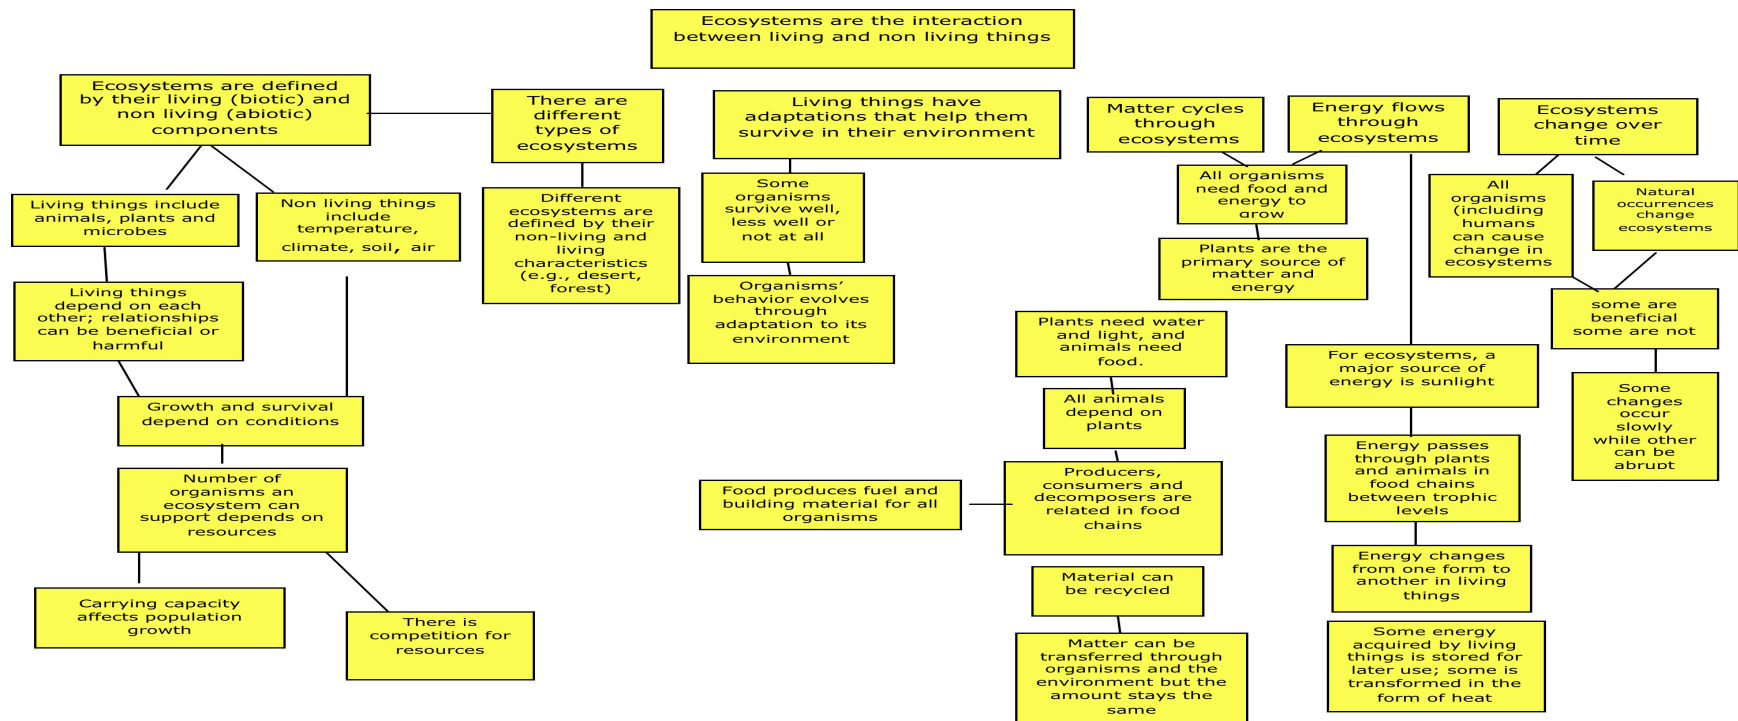 Ecosystems are the interaction
between living and non living things
Ecosystems are defined
by their living (biotic) and
non living (abiotic)
components
There are
different
types of
ecosystems
Living things have
adaptations that help them
survive in their environment
Matter cycles
through
ecosystems
Energy flows
through
ecosystems
Ecosystems
change over
time
Living things include
animals, plants and
microbes
Non living things
include
temperature,
climate, soil, air
Different
ecosystems are
defined by their
non-living and
living
characteristics
(e.g., desert,
forest)
Some
organisms
survive well,
less well or
not at all
All organisms
need food and
energy to
grow
All
organisms
(including
humans
can cause
change in
ecosystems
Natural
occurrences
change
ecosystems
Living things
depend on each
other; relationships
can be beneficial or
harmful
Organisms’
behavior evolves
through
adaptation to its
environment
Plants are the
primary source of
matter and
energy
some are
beneficial
some are not
Plants need water
and light, and
animals need
food.
For ecosystems, a
major source of
energy is sunlight
Some
changes
occur
slowly
while other
can be
abrupt
Growth and survival
depend on conditions
All animals
depend on
plants
Energy passes
through plants
and animals in
food chains
between trophic
levels
Number of
organisms an
ecosystem can
support depends on
resources
Food produces fuel and
building material for all
organisms
Producers,
consumers and
decomposers are
related in food
chains
Energy changes
from one form to
another in living
things
Carrying capacity
affects population
growth
There is
competition for
resources
Material can
be recycled
Matter can be
transferred through
organisms and the
environment but the
amount stays the
same
Some energy
acquired by living
things is stored for
later use; some is
transformed in the
form of heat